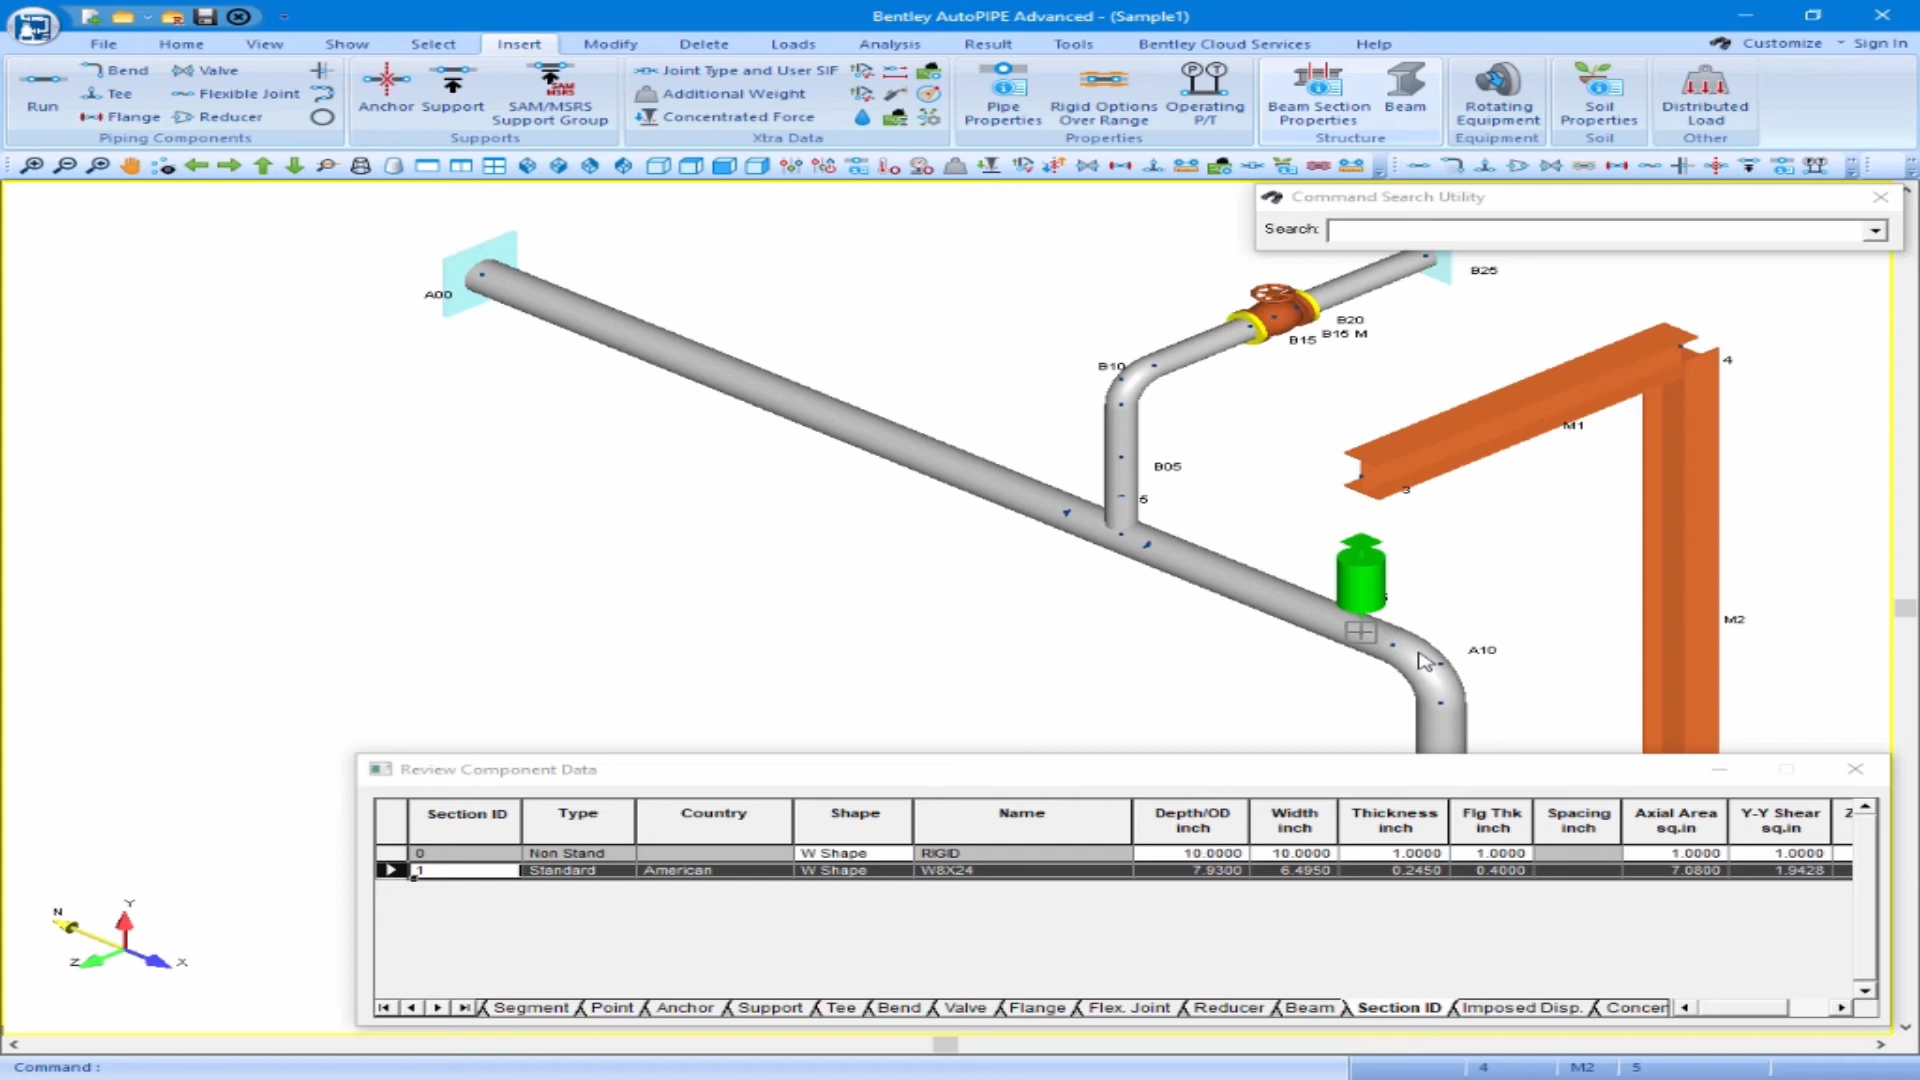 Bentley AutoPIPE Advanced - (Sample1)
File Home View Show Select Insert Modify Delete Loads Analysis Result Tools Bentley Cloud Services Help Customize Sign In
Run
Bend
Tee
Flange
Valve
Flexible Joint
Reducer
Piping Components
Anchor
Support
SAM/MSRS
Support Group
Supports
Joint Type and User SIF
Additional Weight
Concentrated Force
Xtra Data
Pipe
Properties
Rigid Options
Over Range
Operating
P/T
Properties
Beam Section
Properties
Beam
Structure
Rotating
Equipment
Equipment
Soil
Properties
Soil
Distributed
Load
Other
Command Search Utility
Search:
A00
B25
B20
B16 M
B15
B10
4
M1
3
B05
5
M2
A10
Review Component Data
Section ID Type Country Shape Name Depth/OD inch Width inch Thickness inch Flg Thk inch Spacing inch Axial Area sq.in Y-Y Shear sq.in Z
0 Non Stand W Shape RIGID 10.0000 10.0000 1.0000 1.0000 1.0000 1.0000
1 Standard American W Shape W8X24 7.9300 6.4950 0.2450 0.4000 7.0800 1.9428
Segment Point Anchor Support Tee Bend Valve Flange Flex. Joint Reducer Beam Section ID Imposed Disp. Concer
N
Y
Z
X
Command :
4 M2 5